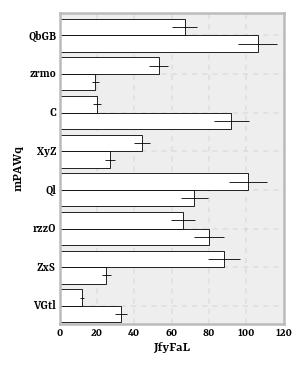 QbGB
zrmo
C
XyZ
Ql
rzzO
ZxS
VGtl
mPAWq
0 20 40 60 80 100 120
JfyFaL